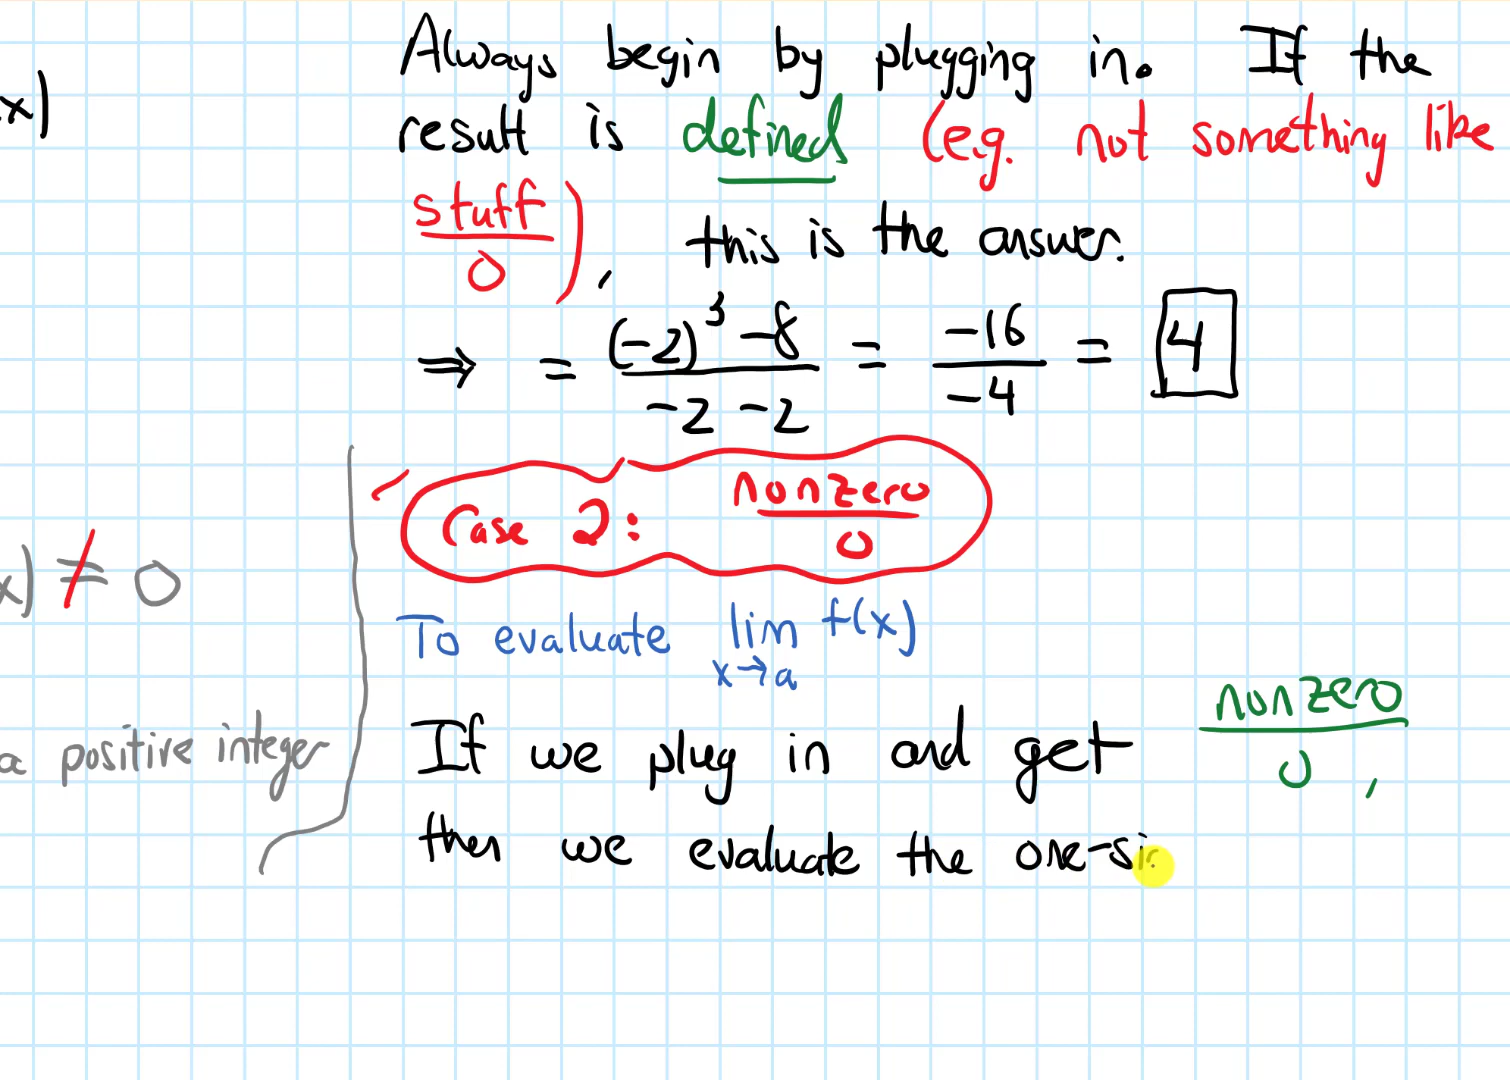 x)
x) ≠ 0
a positive integer
Always begin by plugging in. If the
result is defined (e.g. not something like
stuff/0), this is the answer.
⇒ = ((-2)³ - 8)/(-2 - 2) = -16/-4 = 4
Case 2: nonzero/0
To evaluate lim x→a f(x)
If we plug in and get nonzero/0,
then we evaluate the one-si